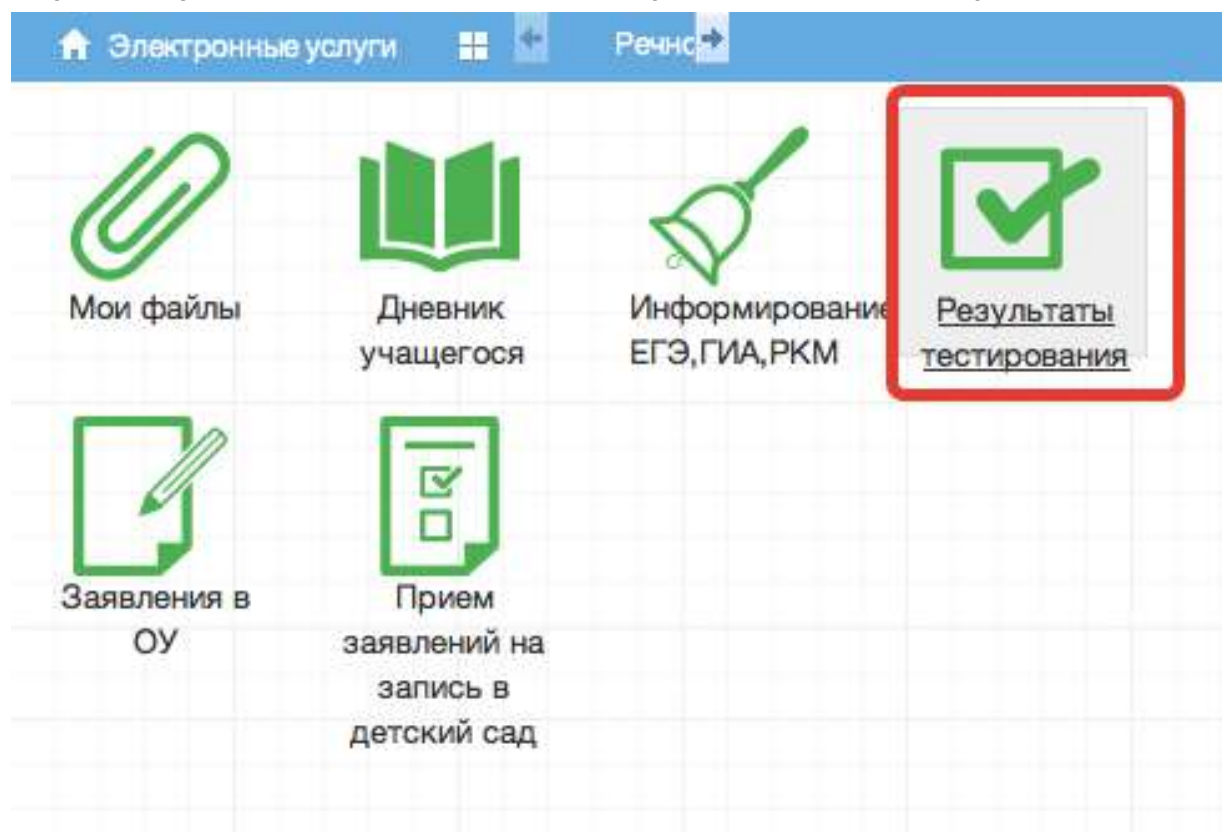 Электронные услуги
Речно
Мои файлы
Дневник
учащегося
Информирование
ЕГЭ,ГИА,РКМ
Результаты
тестирования
Заявления в
ОУ
Прием
заявлений на
запись в
детский сад